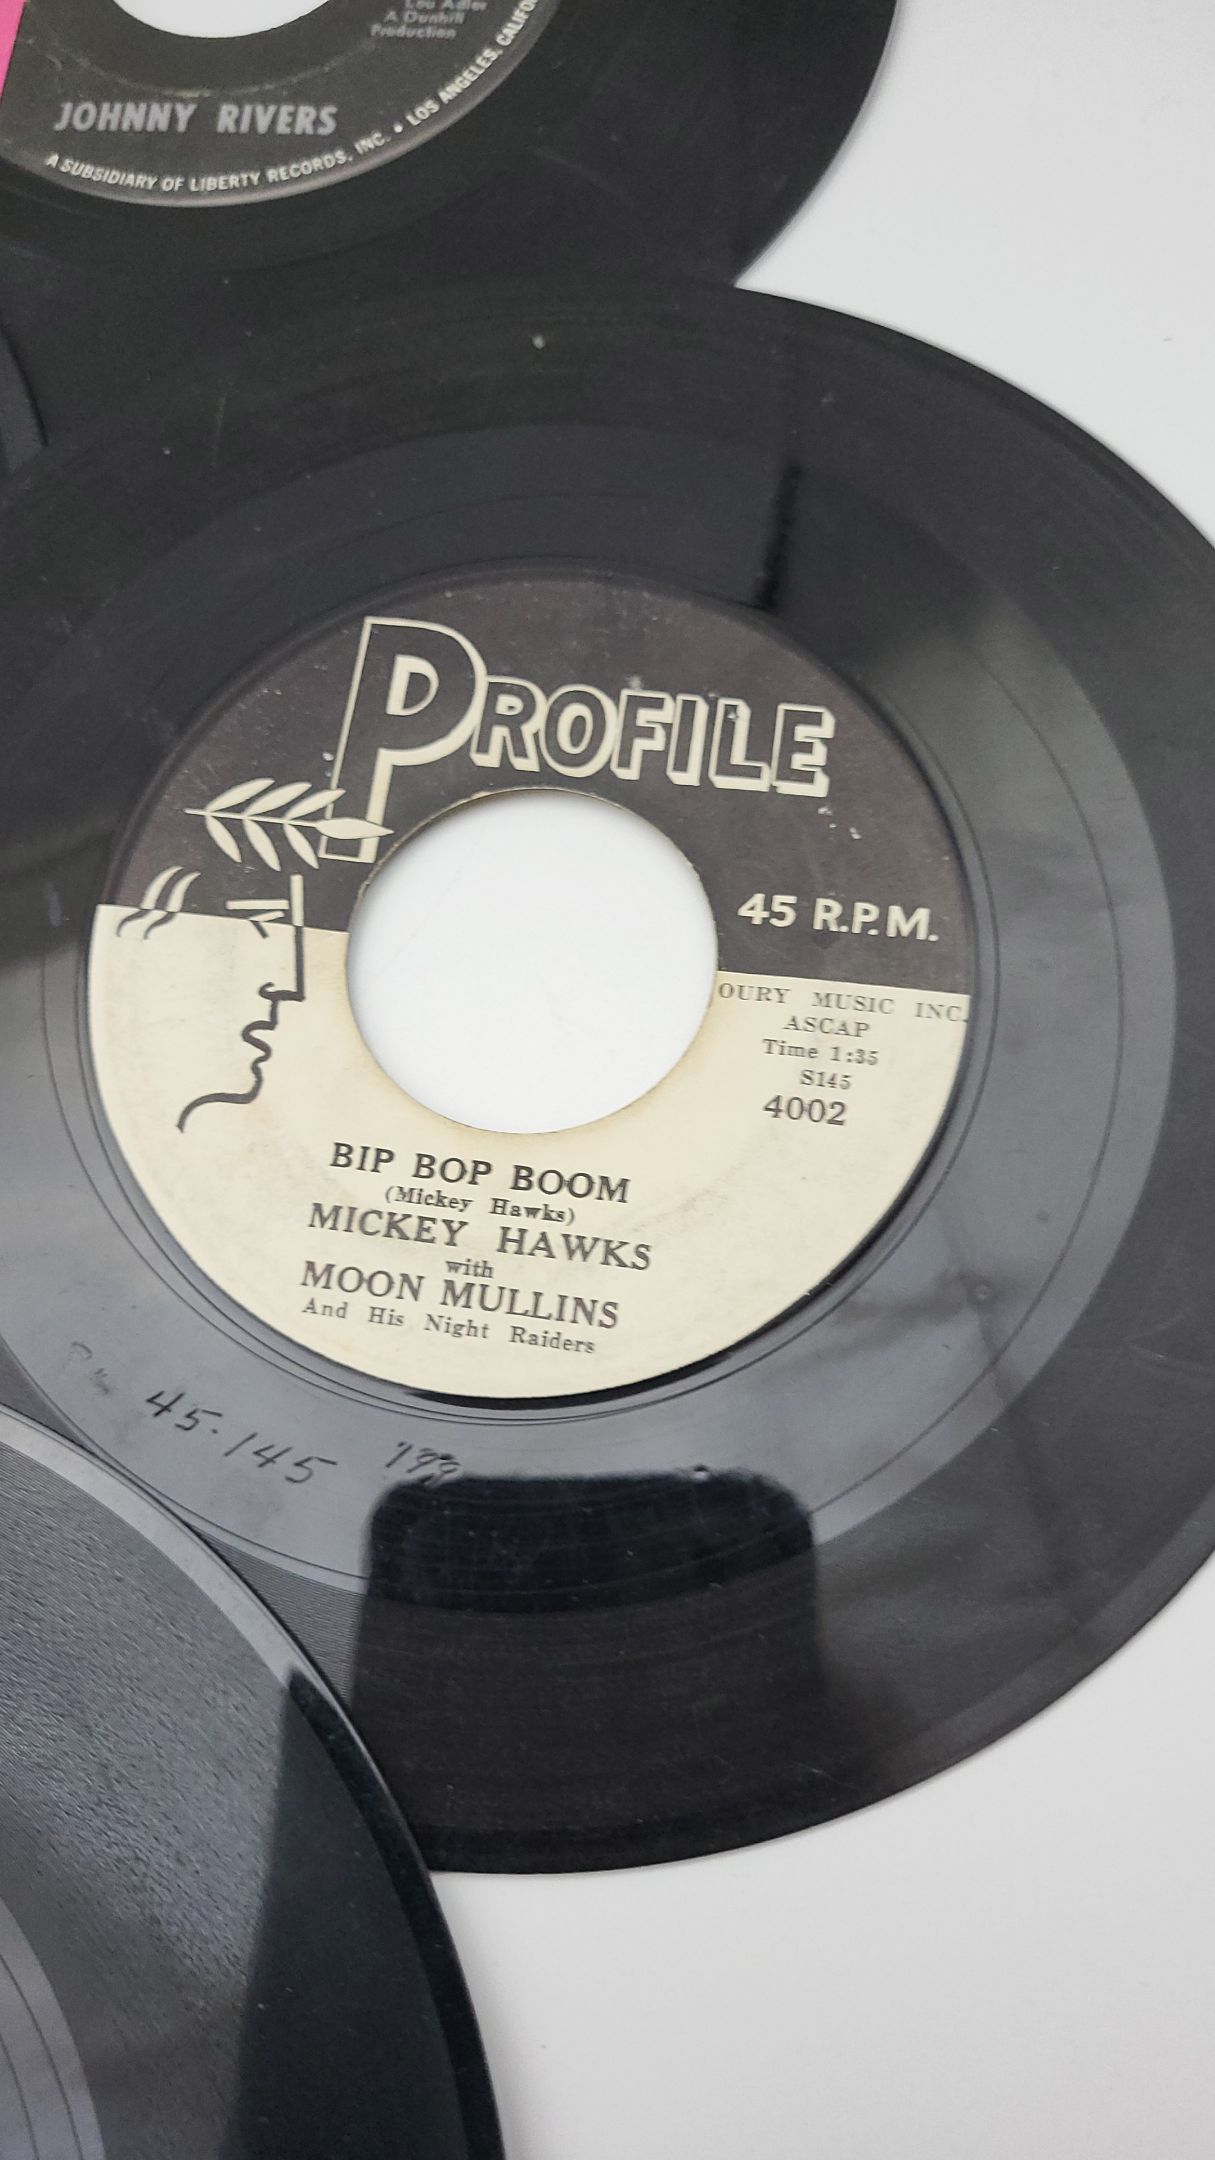 Lou Adler
A Dunhill
Production
JOHNNY RIVERS
A SUBSIDIARY OF LIBERTY RECORDS, INC. • LOS ANGELES,
PROFILE
45 R.P.M.
OURY MUSIC INC.
ASCAP
Time 1:35
S145
4002
BIP BOP BOOM
(Mickey Hawks)
MICKEY HAWKS
with
MOON MULLINS
And His Night Raiders
45-145